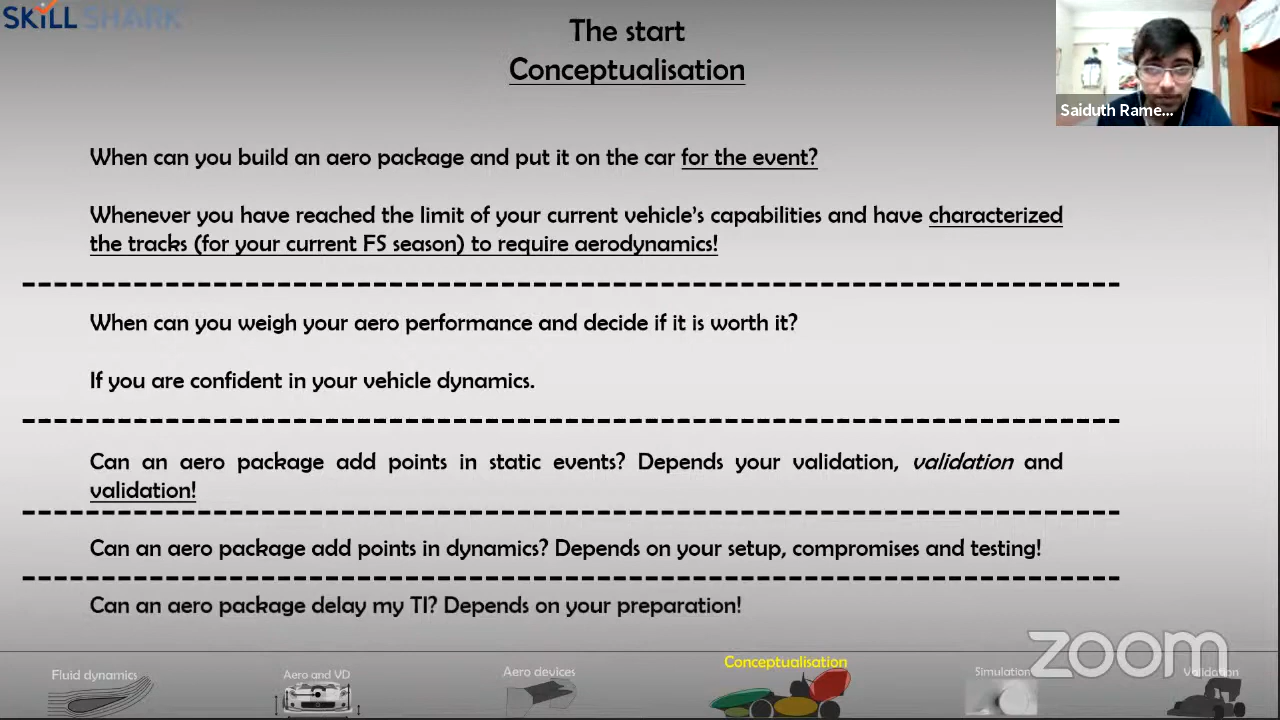 SKILL SHARK
The start
Conceptualisation
Saiduth Rame...
When can you build an aero package and put it on the car for the event?
Whenever you have reached the limit of your current vehicle's capabilities and have characterized
the tracks (for your current FS season) to require aerodynamics!
When can you weigh your aero performance and decide if it is worth it?
If you are confident in your vehicle dynamics.
Can an aero package add points in static events? Depends your validation, validation and
validation!
Can an aero package add points in dynamics? Depends on your setup, compromises and testing!
Can an aero package delay my TI? Depends on your preparation!
Fluid dynamics
Aero and VD
Aero devices
Conceptualisation
Simulation
Validation
zoom